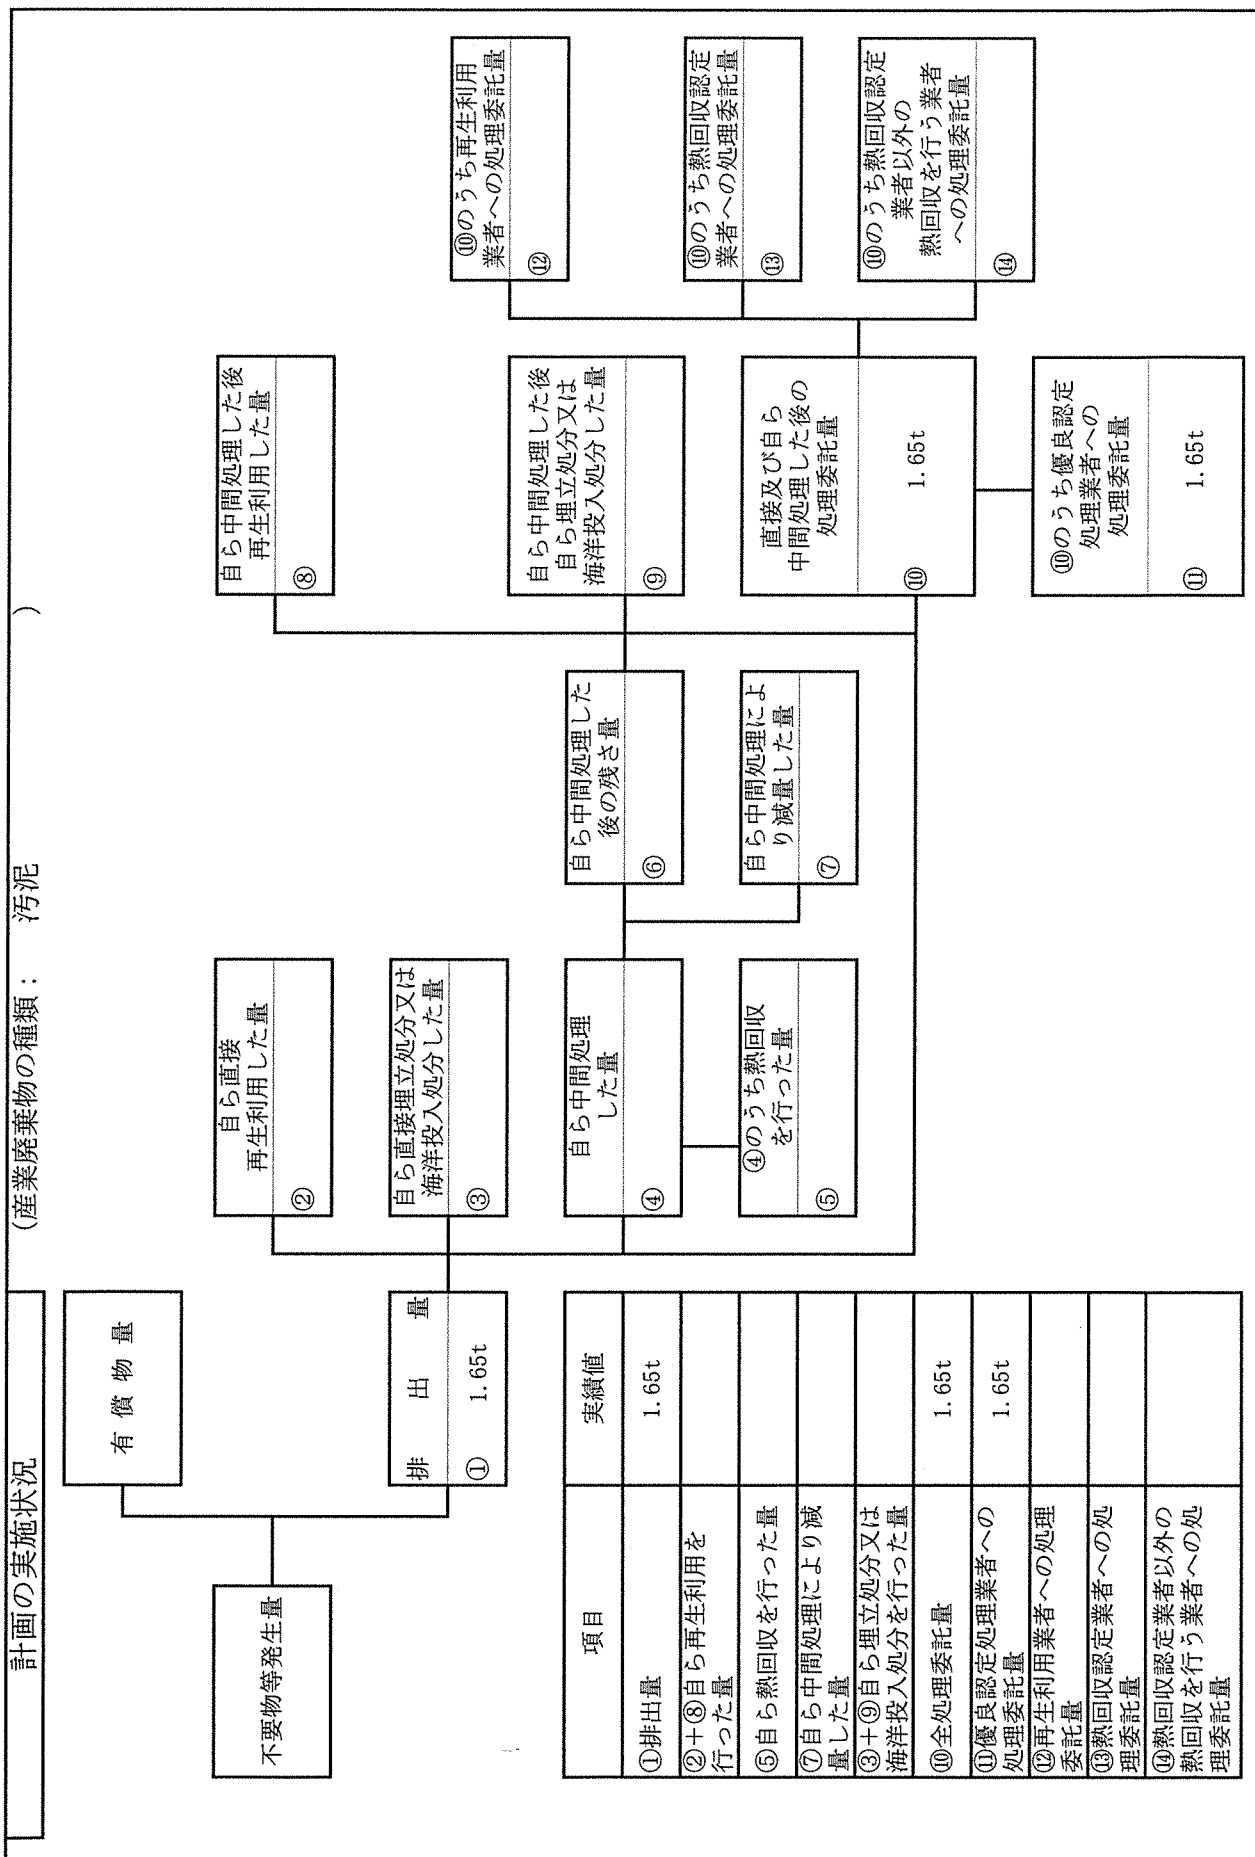 計画の実施状況
(産業廃棄物の種類： 汚泥 )
不要物等発生量
有償物量
排出量
① 1.65t
自ら直接
再生利用した量
②
自ら直接埋立処分又は
海洋投入処分した量
③
自ら中間処理
した量
④
④のうち熱回収
を行った量
⑤
自ら中間処理した
後の残さ量
⑥
自ら中間処理によ
り減量した量
⑦
自ら中間処理した後
再生利用した量
⑧
自ら中間処理した後
自ら埋立処分又は
海洋投入処分した量
⑨
直接及び自ら
中間処理した後の
処理委託量
⑩ 1.65t
⑩のうち優良認定
処理業者への
処理委託量
⑪ 1.65t
⑩のうち再生利用
業者への処理委託量
⑫
⑩のうち熱回収認定
業者への処理委託量
⑬
⑩のうち熱回収認定
業者以外の
熱回収を行う業者
への処理委託量
⑭
項目 実績値
①排出量 1.65t
②+⑧自ら再生利用を
行った量
⑤自ら熱回収を行った量
⑦自ら中間処理により減
量した量
③+⑨自ら埋立処分又は
海洋投入処分を行った量
⑩全処理委託量 1.65t
⑪優良認定処理業者への
処理委託量 1.65t
⑫再生利用業者への処理
委託量
⑬熱回収認定業者への処
理委託量
⑭熱回収認定業者以外の
熱回収を行う業者への処
理委託量